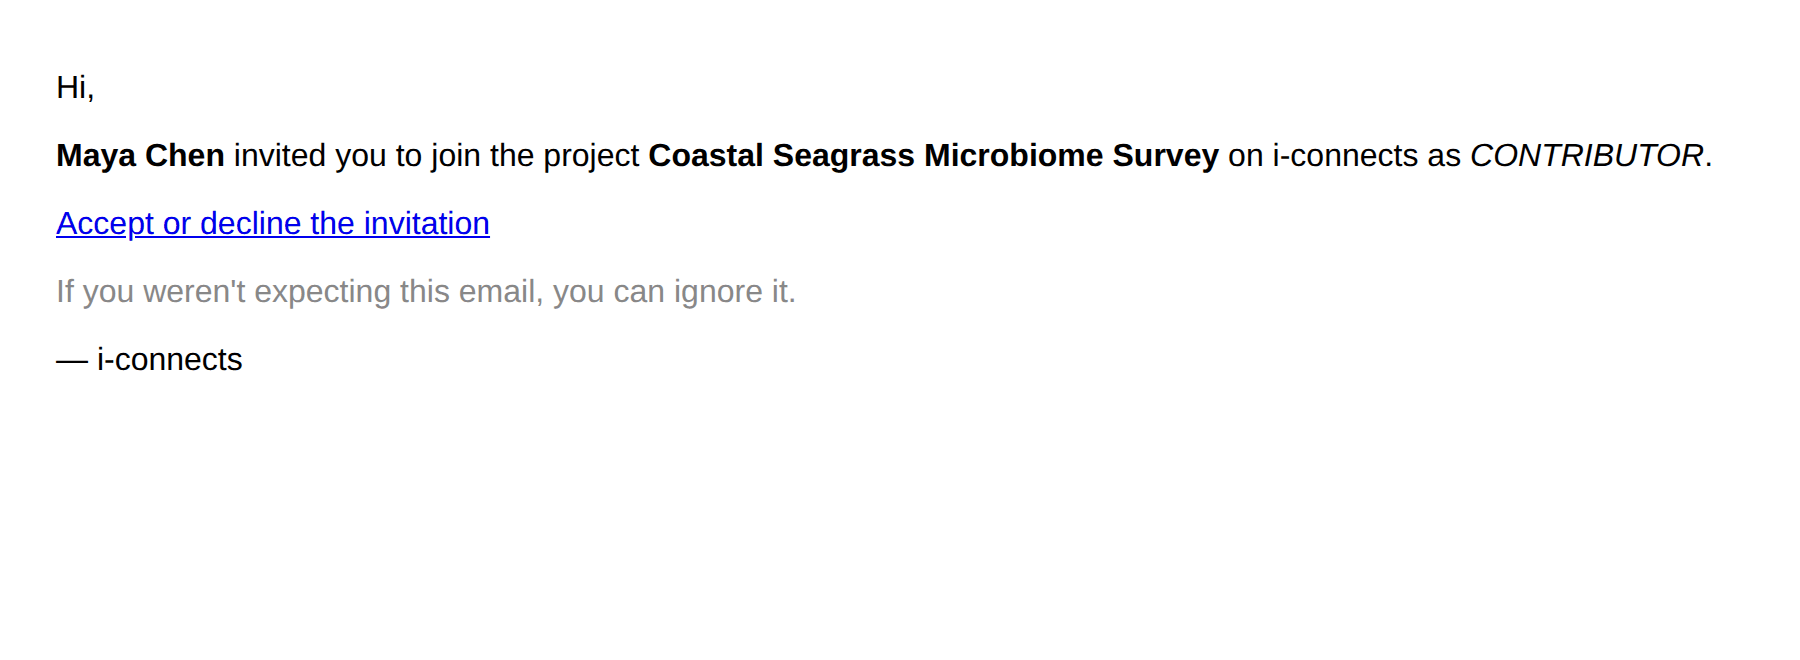 Hi,
Maya Chen invited you to join the project Coastal Seagrass Microbiome Survey on i-connects as CONTRIBUTOR.
Accept or decline the invitation
If you weren't expecting this email, you can ignore it.
— i-connects